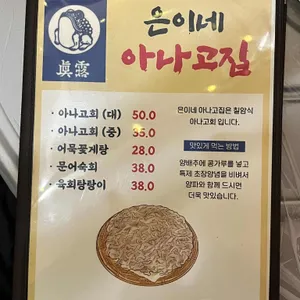 은이네
아나고집
眞露
· 아나고회 (대) 50.0
· 아나고회 (중) 35.0
· 어묵꽃게탕 28.0
· 문어숙회 38.0
· 육회탕탕이 38.0
은이네 아나고집은 칠암식
아나고회 입니다.
맛있게 먹는 방법
양배추에 콩가루를 넣고
특제 초장양념을 비벼서
양파와 함께 드시면
더욱 맛있습니다.